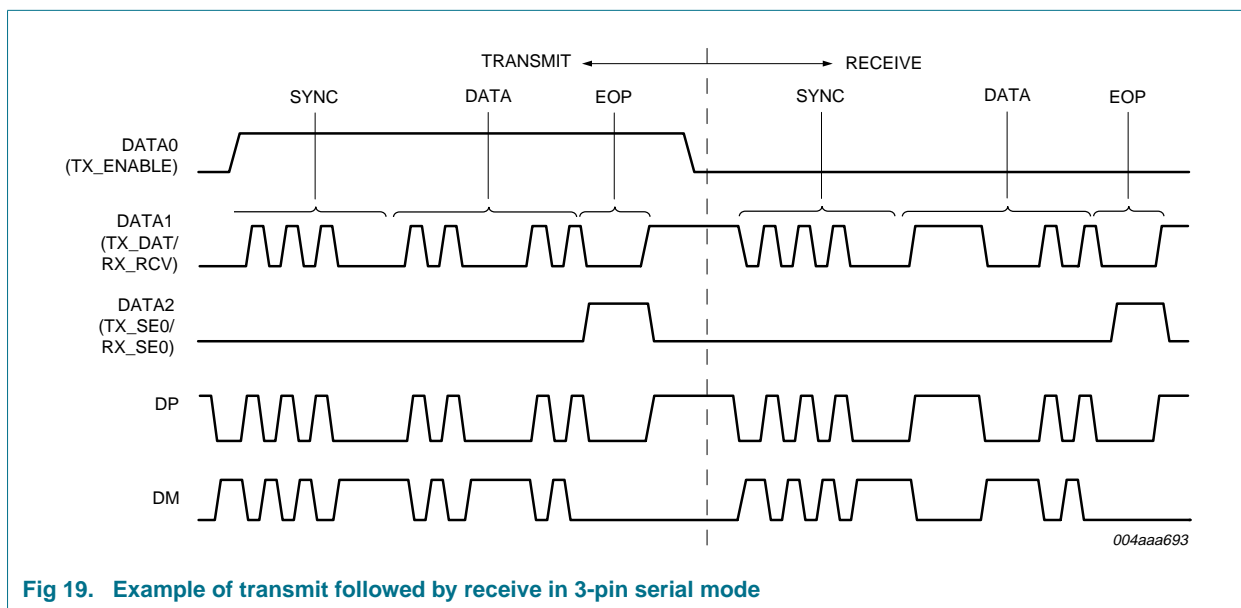 TRANSMIT RECEIVE
SYNC DATA EOP SYNC DATA EOP
DATA0
(TX_ENABLE)
DATA1
(TX_DAT/
RX_RCV)
DATA2
(TX_SE0/
RX_SE0)
DP
DM
004aaa693
Fig 19. Example of transmit followed by receive in 3-pin serial mode